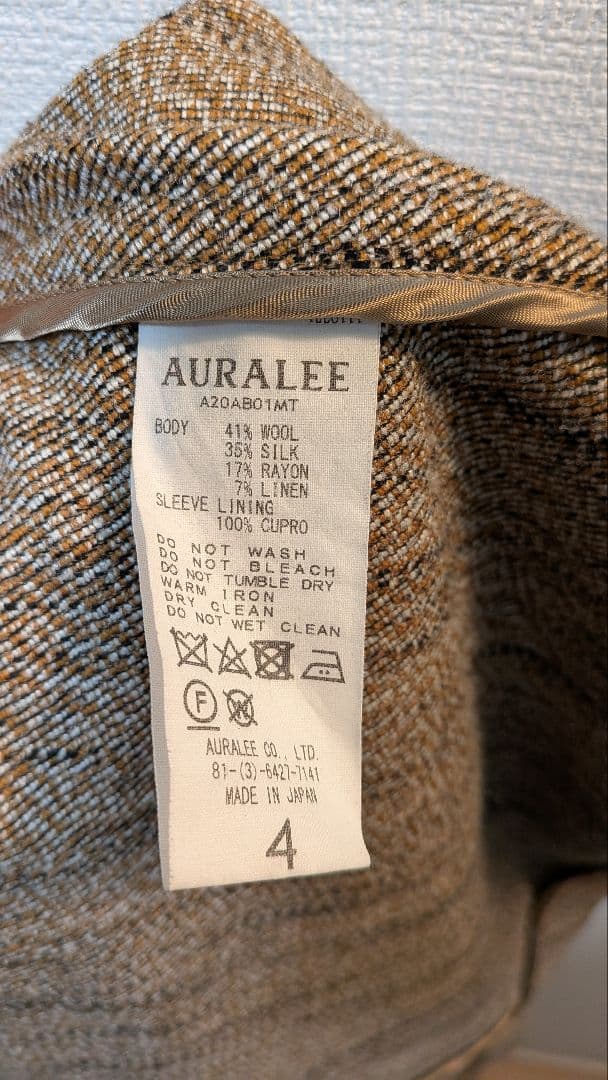 AURALEE
A20AB01MT
BODY 41% WOOL
35% SILK
17% RAYON
7% LINEN
SLEEVE LINING
100% CUPRO
DO NOT WASH
DO NOT BLEACH
DO NOT TUMBLE DRY
WARM IRON
DRY CLEAN
DO NOT WET CLEAN
F W
AURALEE CO., LTD.
81-(3)-6427-7141
MADE IN JAPAN
4